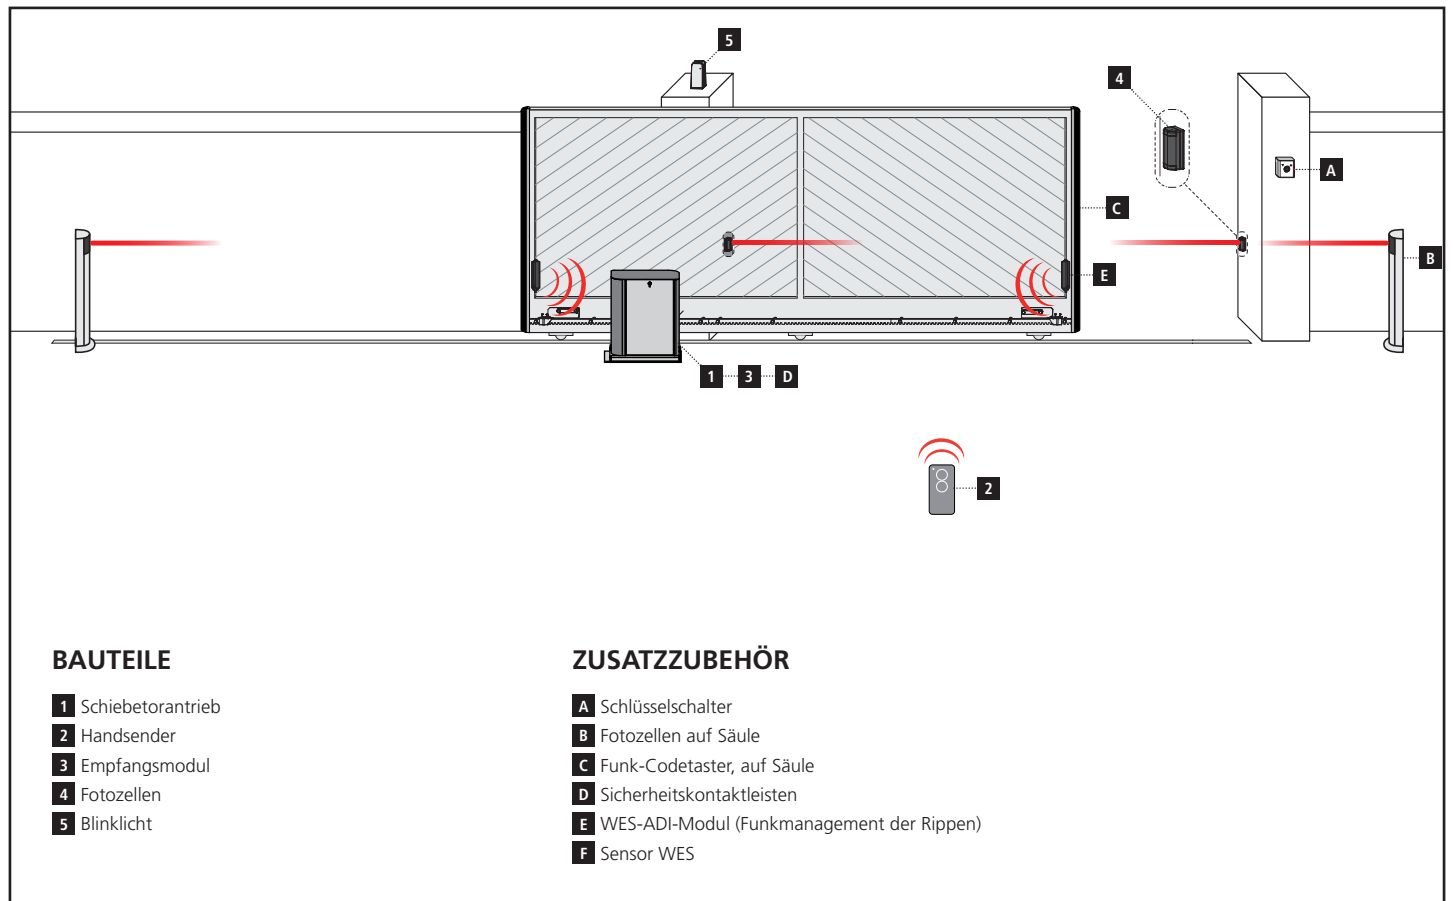 5
4
A
C
E
B
1 3 D
2
BAUTEILE
1 Schiebetorantrieb
2 Handsender
3 Empfangsmodul
4 Fotozellen
5 Blinklicht
ZUSATZZUBEHÖR
A Schlüsselschalter
B Fotozellen auf Säule
C Funk-Codetaster, auf Säule
D Sicherheitskontaktleisten
E WES-ADI-Modul (Funkmanagement der Rippen)
F Sensor WES